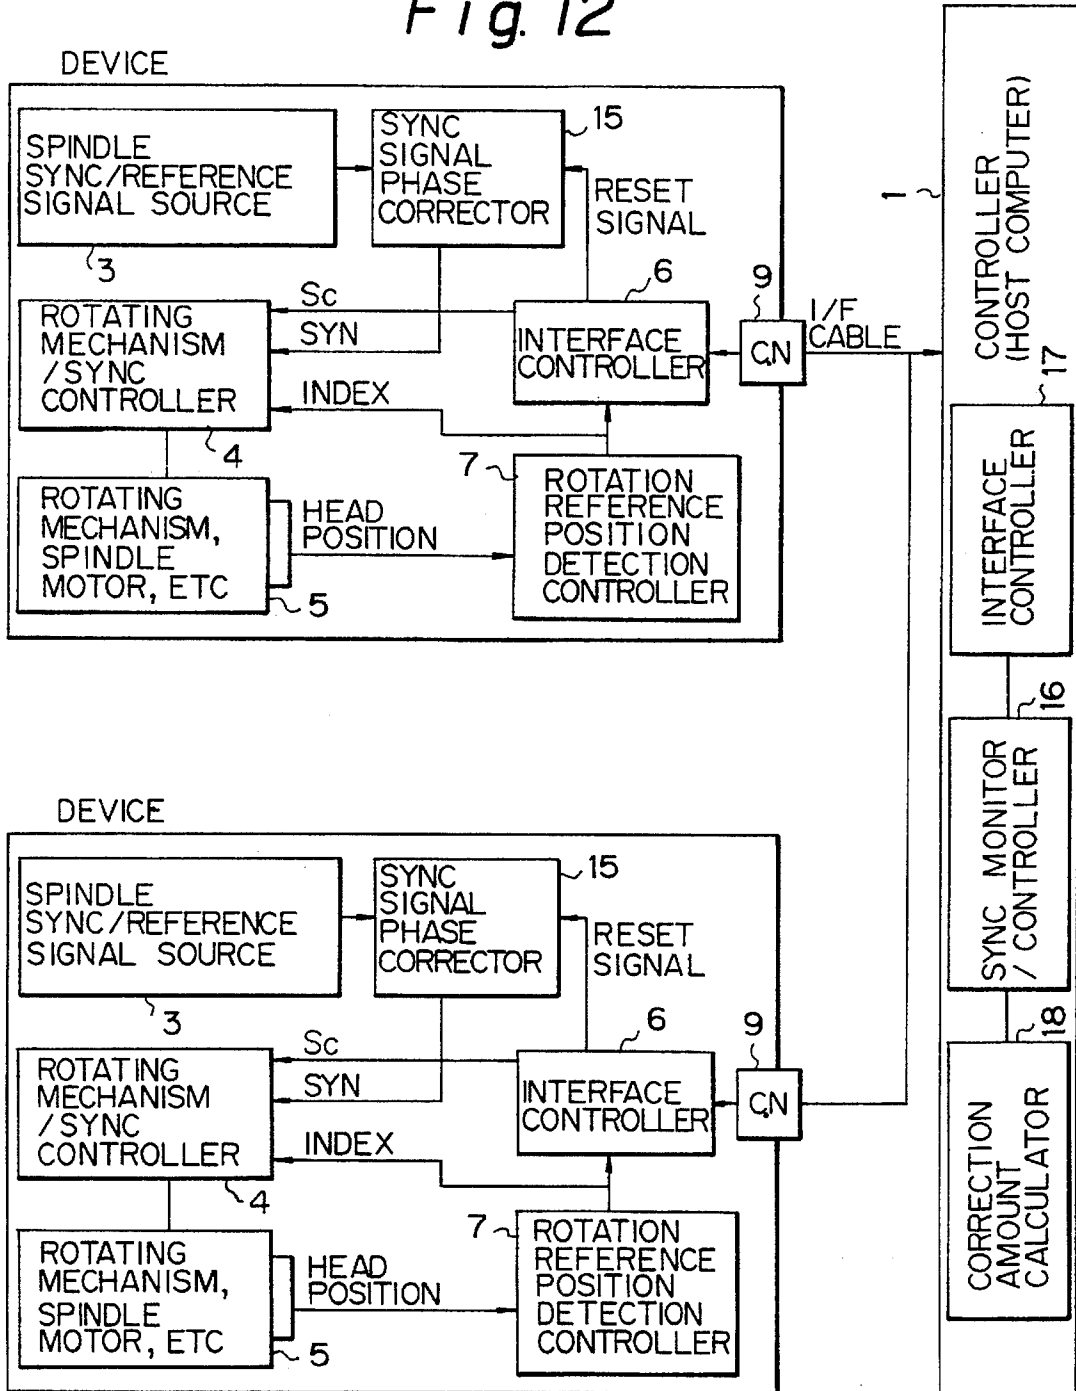 Fig. 12
DEVICE
SPINDLE
SYNC/REFERENCE
SIGNAL SOURCE
3
SYNC
SIGNAL
PHASE
CORRECTOR
15
RESET
SIGNAL
ROTATING
MECHANISM
/SYNC
CONTROLLER
4
Sc
SYN
INDEX
INTERFACE
CONTROLLER
6
C.N
9
I/F
CABLE
ROTATING
MECHANISM,
SPINDLE
MOTOR, ETC
5
HEAD
POSITION
7
ROTATION
REFERENCE
POSITION
DETECTION
CONTROLLER
DEVICE
SPINDLE
SYNC/REFERENCE
SIGNAL SOURCE
3
SYNC
SIGNAL
PHASE
CORRECTOR
15
RESET
SIGNAL
ROTATING
MECHANISM
/SYNC
CONTROLLER
4
Sc
SYN
INDEX
INTERFACE
CONTROLLER
6
C.N
9
ROTATING
MECHANISM,
SPINDLE
MOTOR, ETC
5
HEAD
POSITION
7
ROTATION
REFERENCE
POSITION
DETECTION
CONTROLLER
1
CONTROLLER
(HOST COMPUTER)
INTERFACE
CONTROLLER
17
SYNC MONITOR
/ CONTROLLER
16
CORRECTION
AMOUNT
CALCULATOR
18